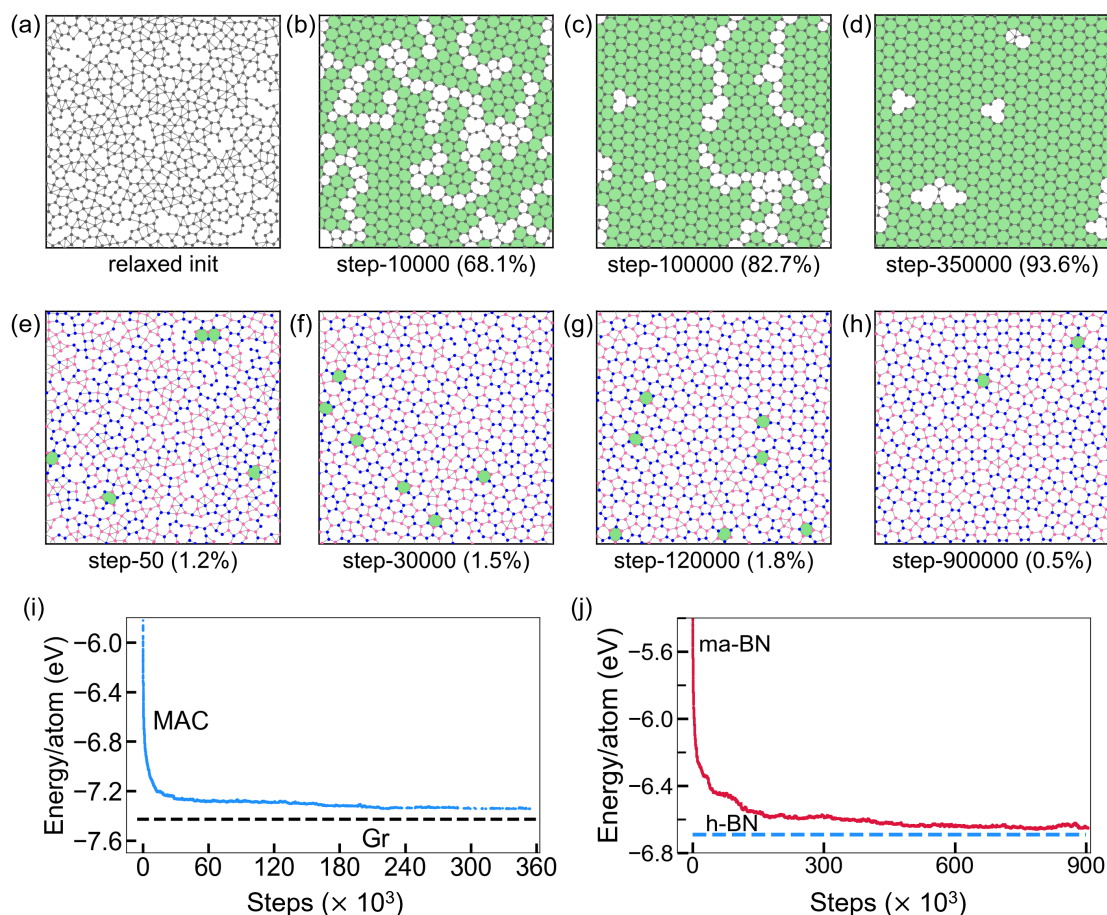 (a) (b) (c) (d)
relaxed init step-10000 (68.1%) step-100000 (82.7%) step-350000 (93.6%)
(e) (f) (g) (h)
step-50 (1.2%) step-30000 (1.5%) step-120000 (1.8%) step-900000 (0.5%)
(i)
Energy/atom (eV)
−6.0
−6.4
−6.8
−7.2
−7.6
MAC
Gr
0 60 120 180 240 300 360
Steps (× 10³)
(j)
Energy/atom (eV)
−5.6
−6.0
−6.4
−6.8
ma-BN
h-BN
0 300 600 900
Steps (× 10³)